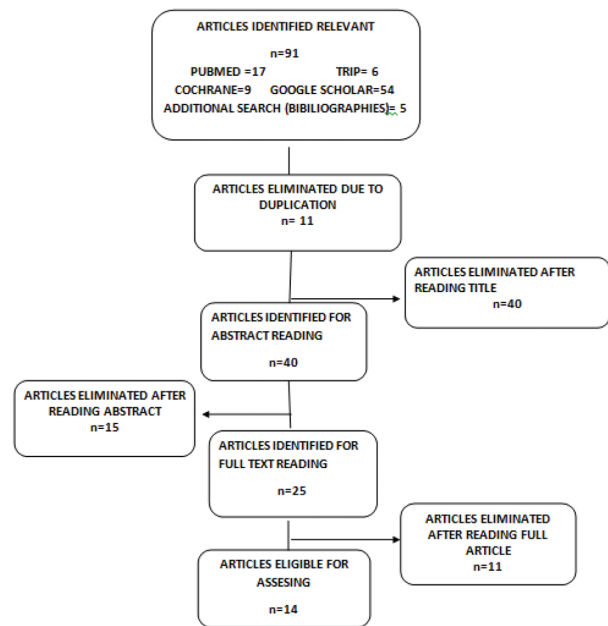 ARTICLES IDENTIFIED RELEVANT
n=91
PUBMED =17 TRIP= 6
COCHRANE=9 GOOGLE SCHOLAR=54
ADDITIONAL SEARCH (BIBILIOGRAPHIES)= 5
ARTICLES ELIMINATED DUE TO
DUPLICATION
n= 11
ARTICLES ELIMINATED AFTER
READING TITLE
n=40
ARTICLES IDENTIFIED FOR
ABSTRACT READING
n=40
ARTICLES ELIMINATED AFTER
READING ABSTRACT
n=15
ARTICLES IDENTIFIED FOR
FULL TEXT READING
n=25
ARTICLES ELIMINATED
AFTER READING FULL
ARTICLE
n=11
ARTICLES ELIGIBLE FOR
ASSESING
n=14